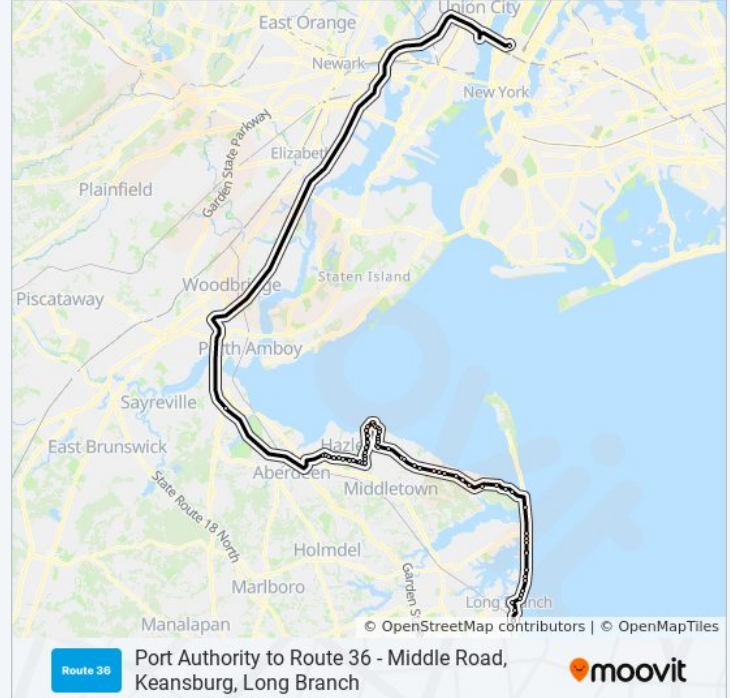 Union City
East Orange
Newark
New York
Garden State Parkway
Elizabeth
Plainfield
Staten Island
Woodbridge
Piscataway
Perth Amboy
Sayreville
East Brunswick
Aberdeen
Middletown
State Route 18 North
Holmdel
Marlboro
Garden S
Long Branch
Manalapan
© OpenStreetMap contributors | © OpenMapTiles
Route 36
Port Authority to Route 36 - Middle Road,
Keansburg, Long Branch
moovit